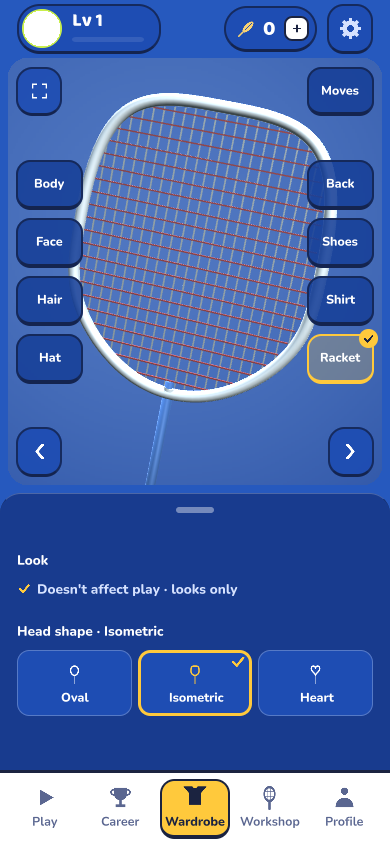 Lv 1
0
+
Moves
Body
Back
Face
Shoes
Hair
Shirt
Hat
Racket
Look
Doesn't affect play · looks only
Head shape · Isometric
Oval
Isometric
Heart
Play
Career
Wardrobe
Workshop
Profile